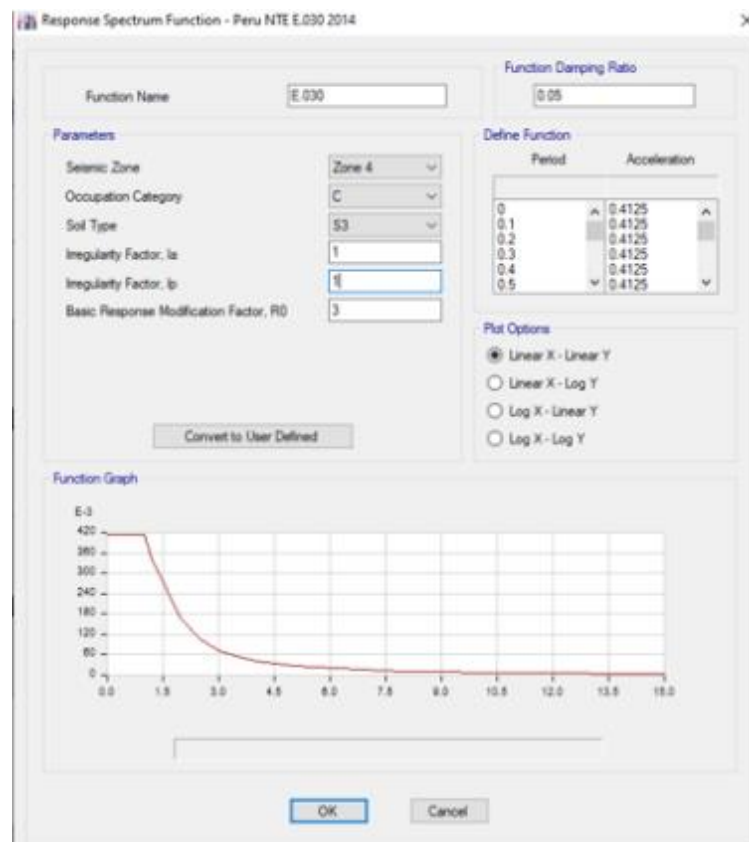 Response Spectrum Function - Peru NTE E.030 2014
Function Name
E.030
Function Damping Ratio
0.05
Parameters
Seismic Zone
Zone 4
Occupation Category
C
Soil Type
S3
Irregularity Factor, Ia
1
Irregularity Factor, Ip
1
Basic Response Modification Factor, R0
3
Convert to User Defined
Define Function
Period Acceleration
0 0.4125
0.1 0.4125
0.2 0.4125
0.3 0.4125
0.4 0.4125
0.5 0.4125
Plot Options
Linear X - Linear Y
Linear X - Log Y
Log X - Linear Y
Log X - Log Y
Function Graph
E-3
420
360
300
240
180
120
60
0
0.0 1.5 3.0 4.5 6.0 7.5 9.0 10.5 12.0 13.5 15.0
OK Cancel